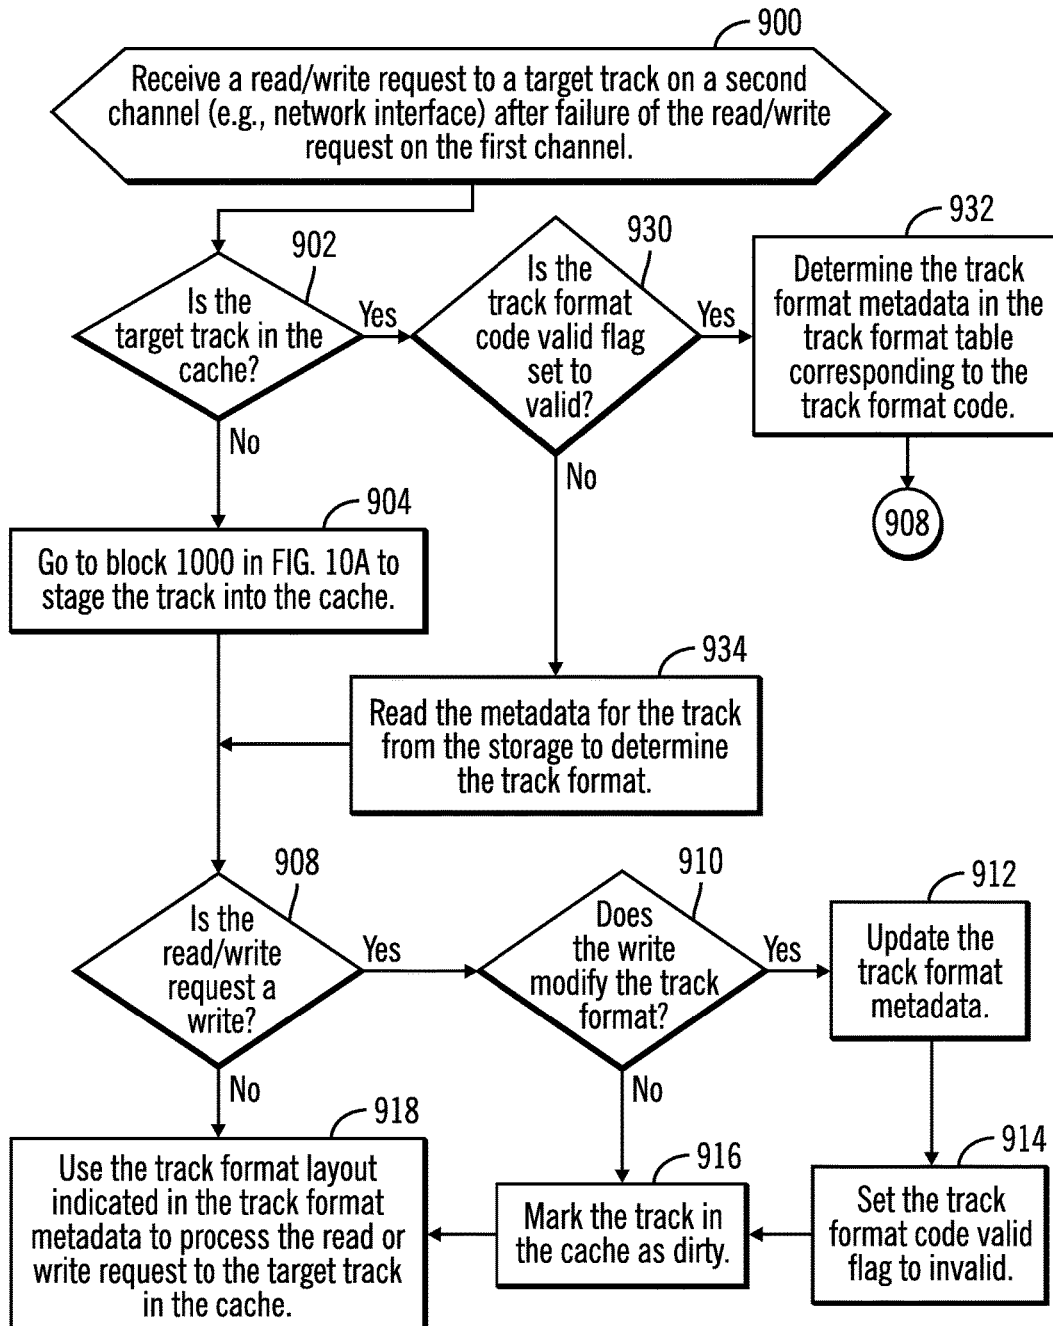 900
Receive a read/write request to a target track on a second
channel (e.g., network interface) after failure of the read/write
request on the first channel.
902
Is the
target track in the
cache?
Yes
No
930
Is the
track format
code valid flag
set to
valid?
Yes
No
932
Determine the track
format metadata in the
track format table
corresponding to the
track format code.
908
904
Go to block 1000 in FIG. 10A to
stage the track into the cache.
934
Read the metadata for the track
from the storage to determine
the track format.
908
Is the
read/write
request a
write?
Yes
No
910
Does
the write
modify the track
format?
Yes
No
912
Update the
track format
metadata.
914
Set the track
format code valid
flag to invalid.
916
Mark the track in
the cache as dirty.
918
Use the track format layout
indicated in the track format
metadata to process the read or
write request to the target track
in the cache.